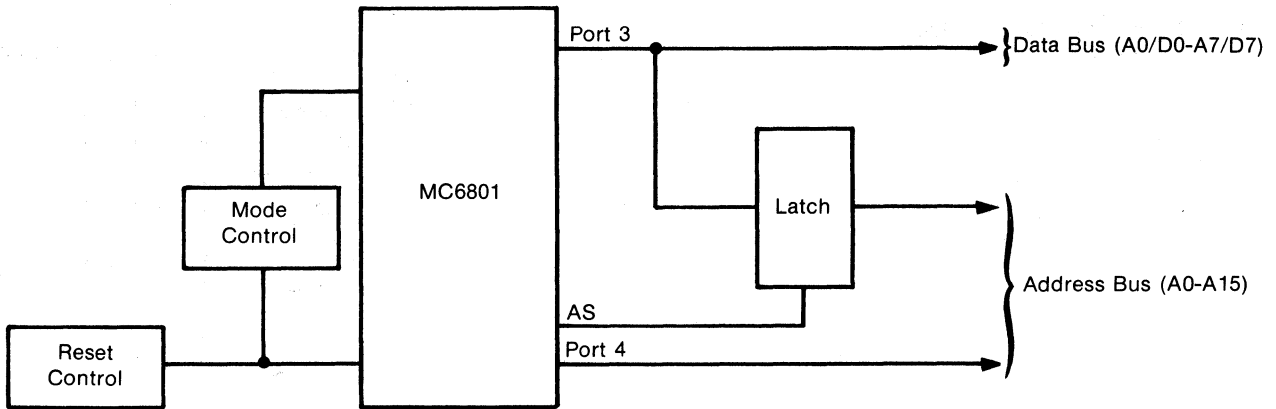 Port 3
Data Bus (A0/D0-A7/D7)
MC6801
Mode
Control
Latch
Address Bus (A0-A15)
AS
Port 4
Reset
Control